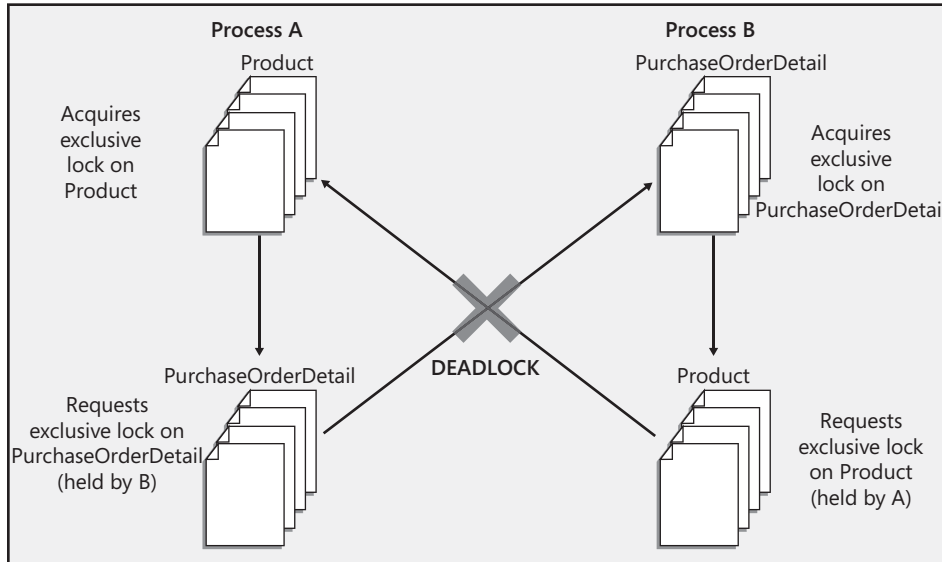 Process A
Product
Acquires
exclusive
lock on
Product
PurchaseOrderDetail
Requests
exclusive lock on
PurchaseOrderDetail
(held by B)
DEADLOCK
Process B
PurchaseOrderDetail
Acquires
exclusive
lock on
PurchaseOrderDetail
Product
Requests
exclusive lock
on Product
(held by A)